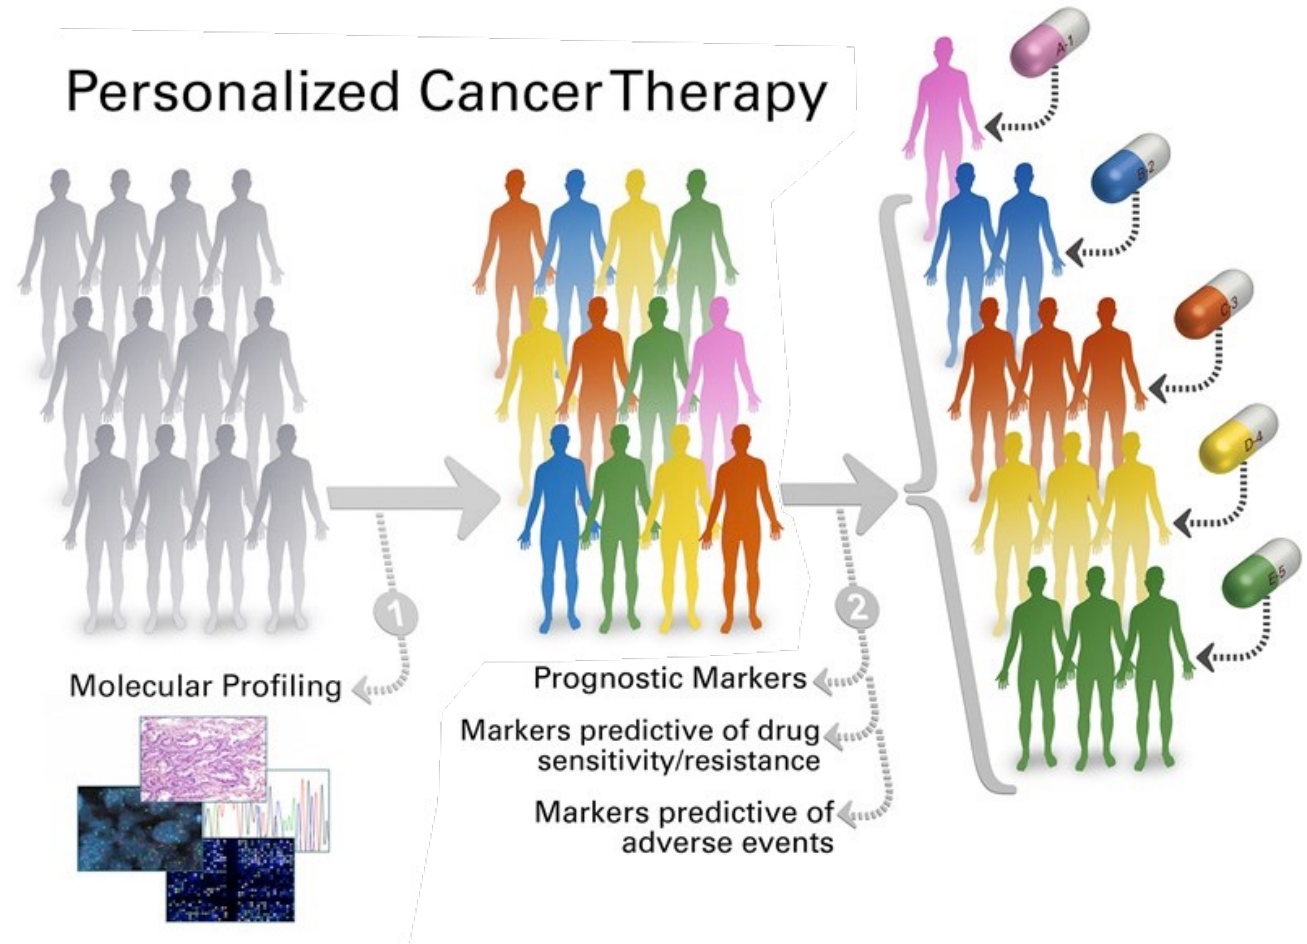 Personalized Cancer Therapy
A-1
B-2
C-3
D-4
E-5
1
2
Molecular Profiling
Prognostic Markers
Markers predictive of drug
sensitivity/resistance
Markers predictive of
adverse events